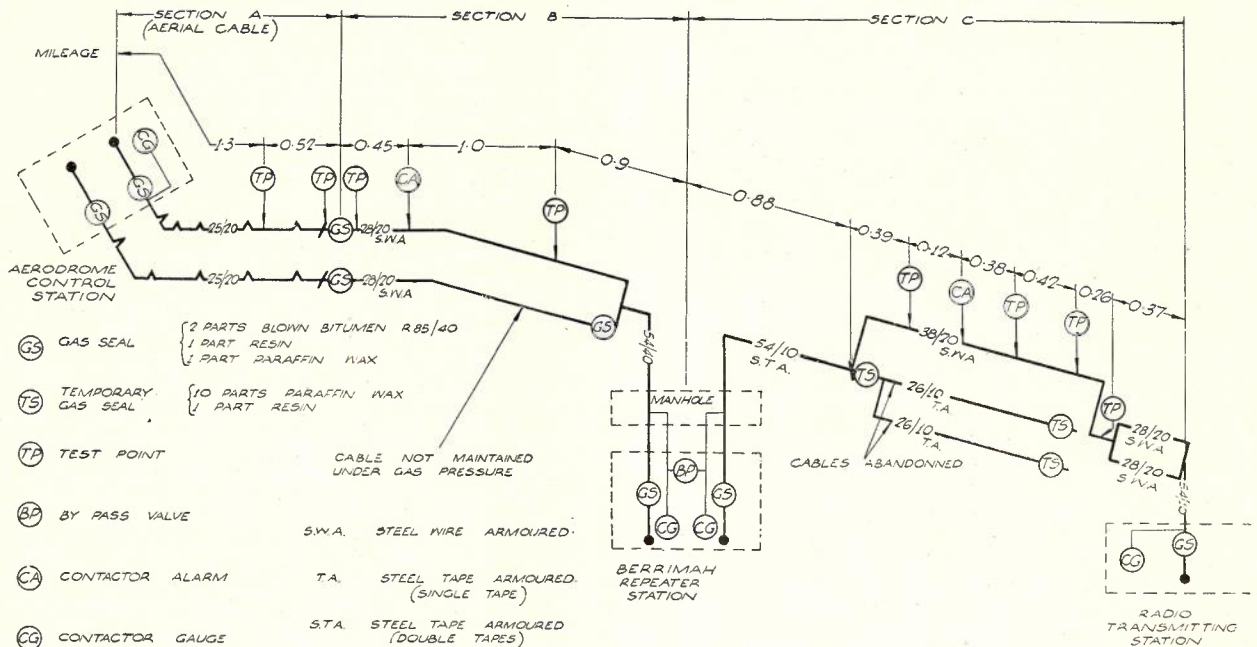 SECTION A
(AERIAL CABLE)
SECTION B
SECTION C
MILEAGE
1.3
0.52
0.45
1.0
0.9
0.88
0.39
0.12
0.38
0.42
0.26
0.37
CG
GS
GS
TP
TP
TP
CA
TP
TP
CA
TP
TP
TP
25/20
GS
28/20
S.W.A
25/20
GS
28/20
S.W.A
GS
54/40
54/10
S.T.A.
TS
38/20
S.W.A
26/10
T.A.
TS
26/10
T.A.
TS
28/20
S.W.A
28/20
S.W.A
54/10
AERODROME
CONTROL
STATION
CABLE NOT MAINTAINED
UNDER GAS PRESSURE
CABLES ABANDONNED
MANHOLE
BP
GS
GS
CG
CG
BERRIMAH
REPEATER
STATION
CG
GS
RADIO
TRANSMITTING
STATION
GS GAS SEAL
2 PARTS BLOWN BITUMEN R85/40
1 PART RESIN
1 PART PARAFFIN WAX
TS TEMPORARY
GAS SEAL
10 PARTS PARAFFIN WAX
1 PART RESIN
TP TEST POINT
BP BY PASS VALVE
CA CONTACTOR ALARM
CG CONTACTOR GAUGE
S.W.A. STEEL WIRE ARMOURED.
T.A. STEEL TAPE ARMOURED.
(SINGLE TAPE)
S.T.A. STEEL TAPE ARMOURED
(DOUBLE TAPES)